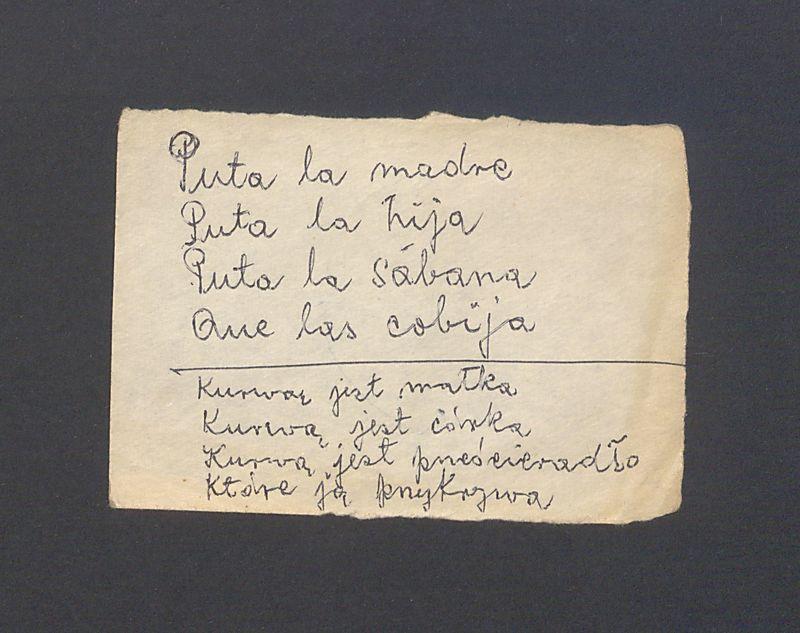 Puta la madre
Puta la hija
Puta la sábana
Que las cobija
Kurwą jest matka
Kurwą jest córka
Kurwą jest prześcieradło
Które ją przykrywa